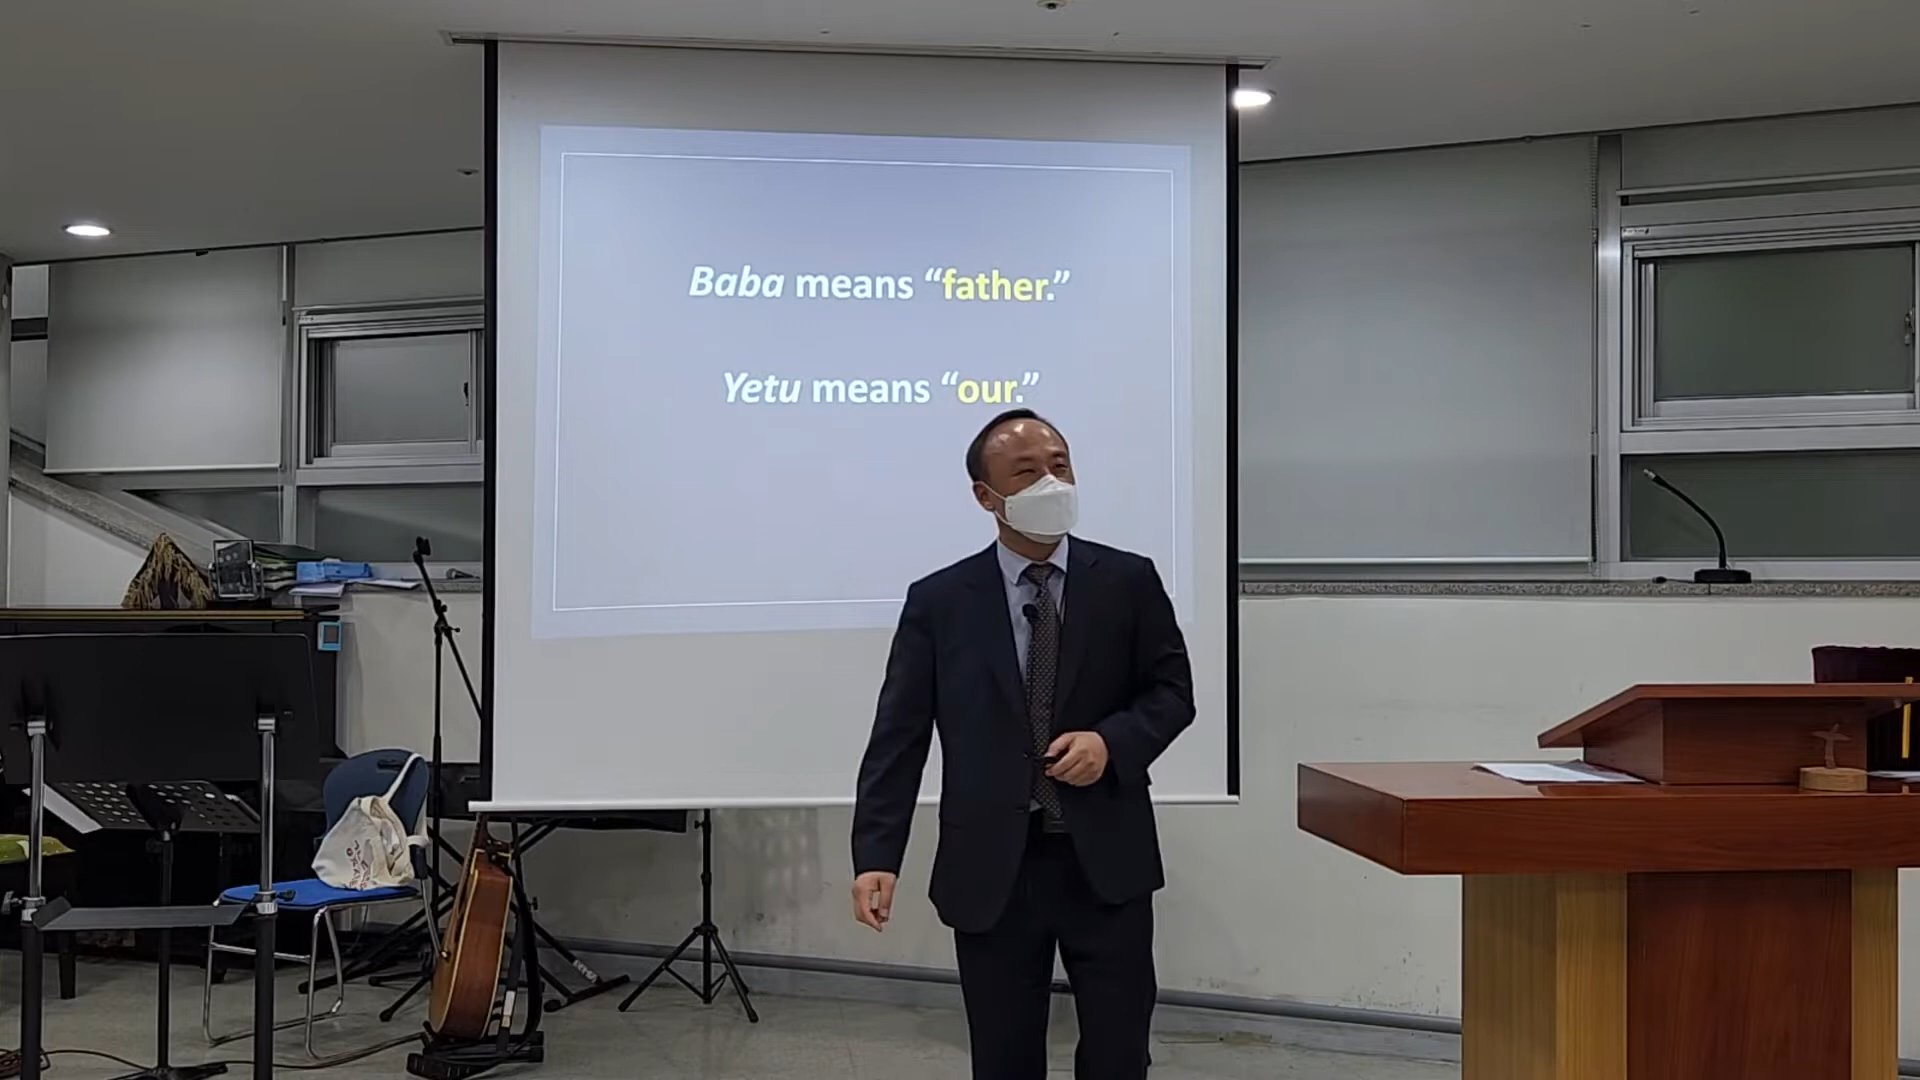 Baba means “father.”
Yetu means “our.”